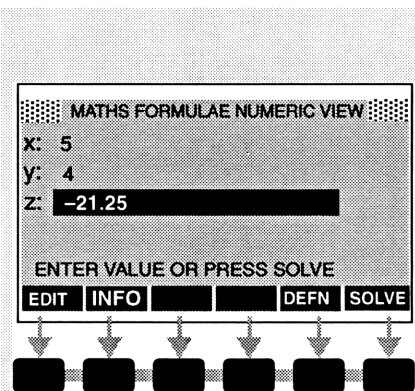 MATHS FORMULAE NUMERIC VIEW
x: 5
y: 4
z: −21.25
ENTER VALUE OR PRESS SOLVE
EDIT INFO DEFN SOLVE